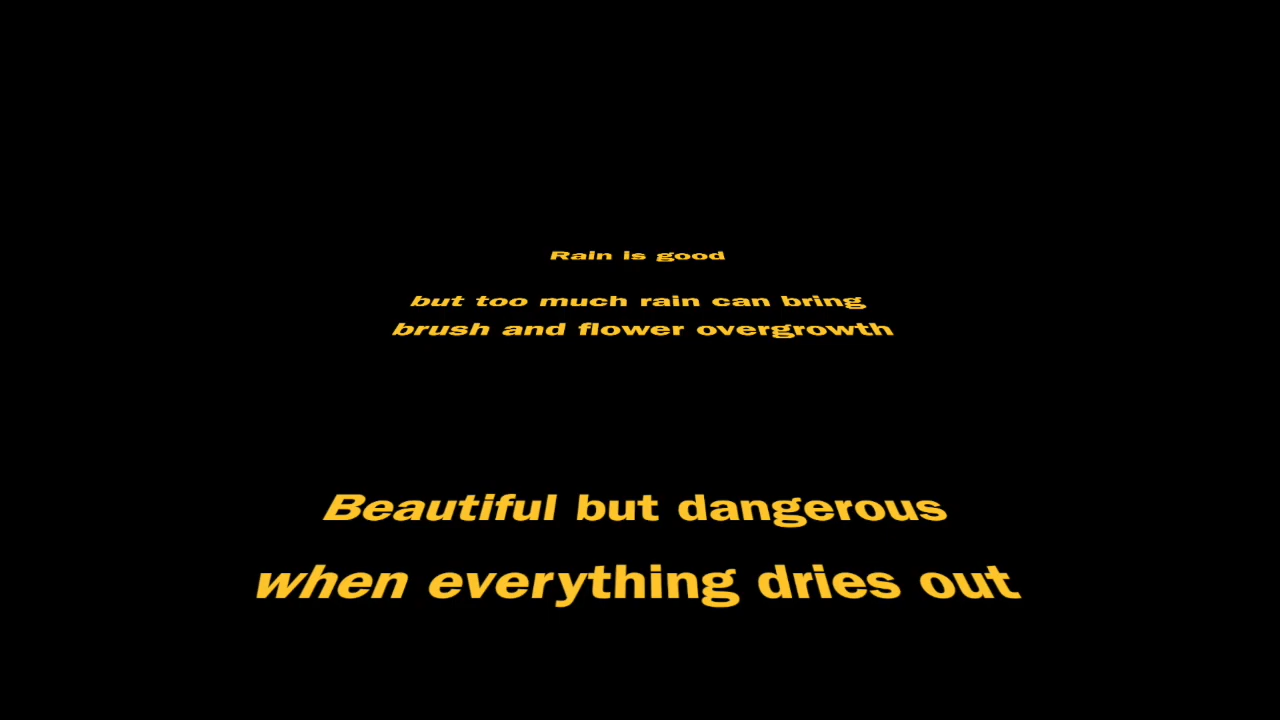 Rain is good
but too much rain can bring
brush and flower overgrowth
Beautiful but dangerous
when everything dries out